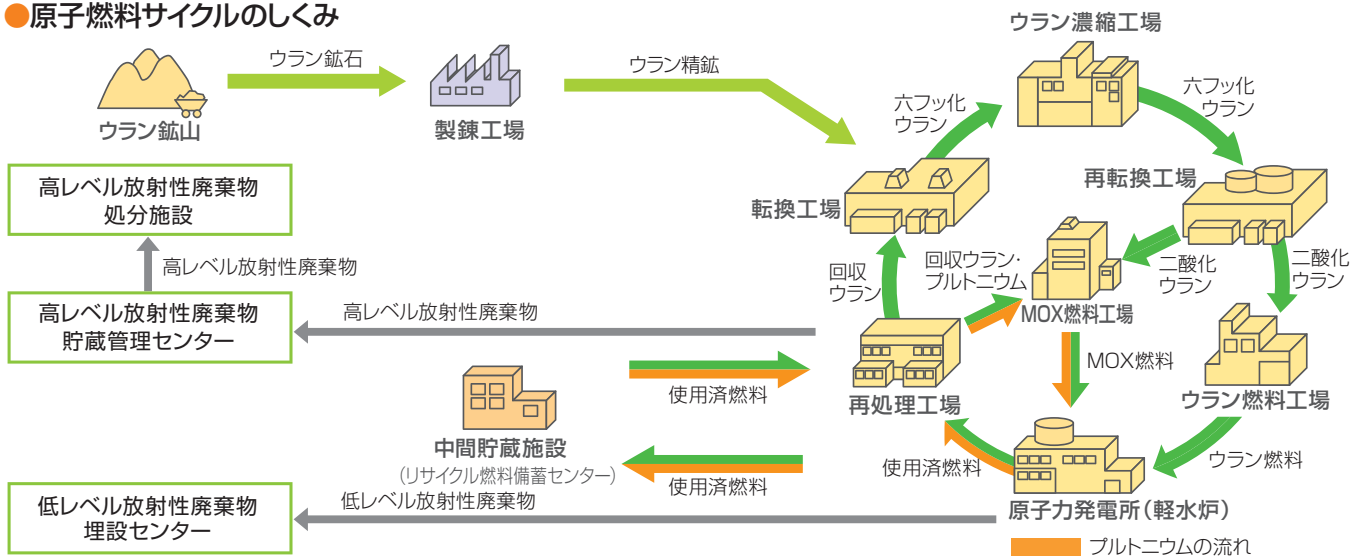 ●原子燃料サイクルのしくみ
ウラン鉱山
ウラン鉱石
製錬工場
ウラン精鉱
ウラン濃縮工場
六フッ化
ウラン
六フッ化
ウラン
転換工場
再転換工場
回収
ウラン
回収ウラン・
プルトニウム
二酸化
ウラン
二酸化
ウラン
MOX燃料工場
MOX燃料
ウラン燃料工場
ウラン燃料
再処理工場
使用済燃料
原子力発電所(軽水炉)
プルトニウムの流れ
高レベル放射性廃棄物
処分施設
高レベル放射性廃棄物
高レベル放射性廃棄物
貯蔵管理センター
高レベル放射性廃棄物
使用済燃料
中間貯蔵施設
(リサイクル燃料備蓄センター)
使用済燃料
低レベル放射性廃棄物
低レベル放射性廃棄物
埋設センター